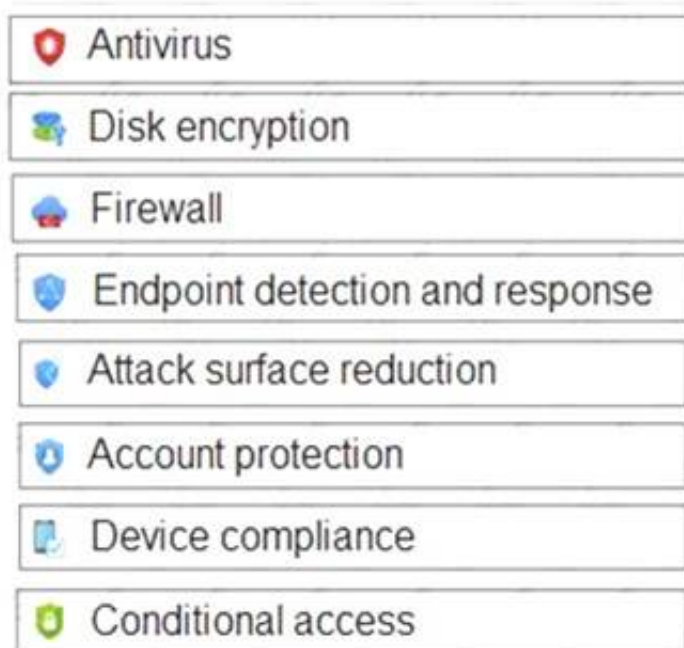 Antivirus
Disk encryption
Firewall
Endpoint detection and response
Attack surface reduction
Account protection
Device compliance
Conditional access